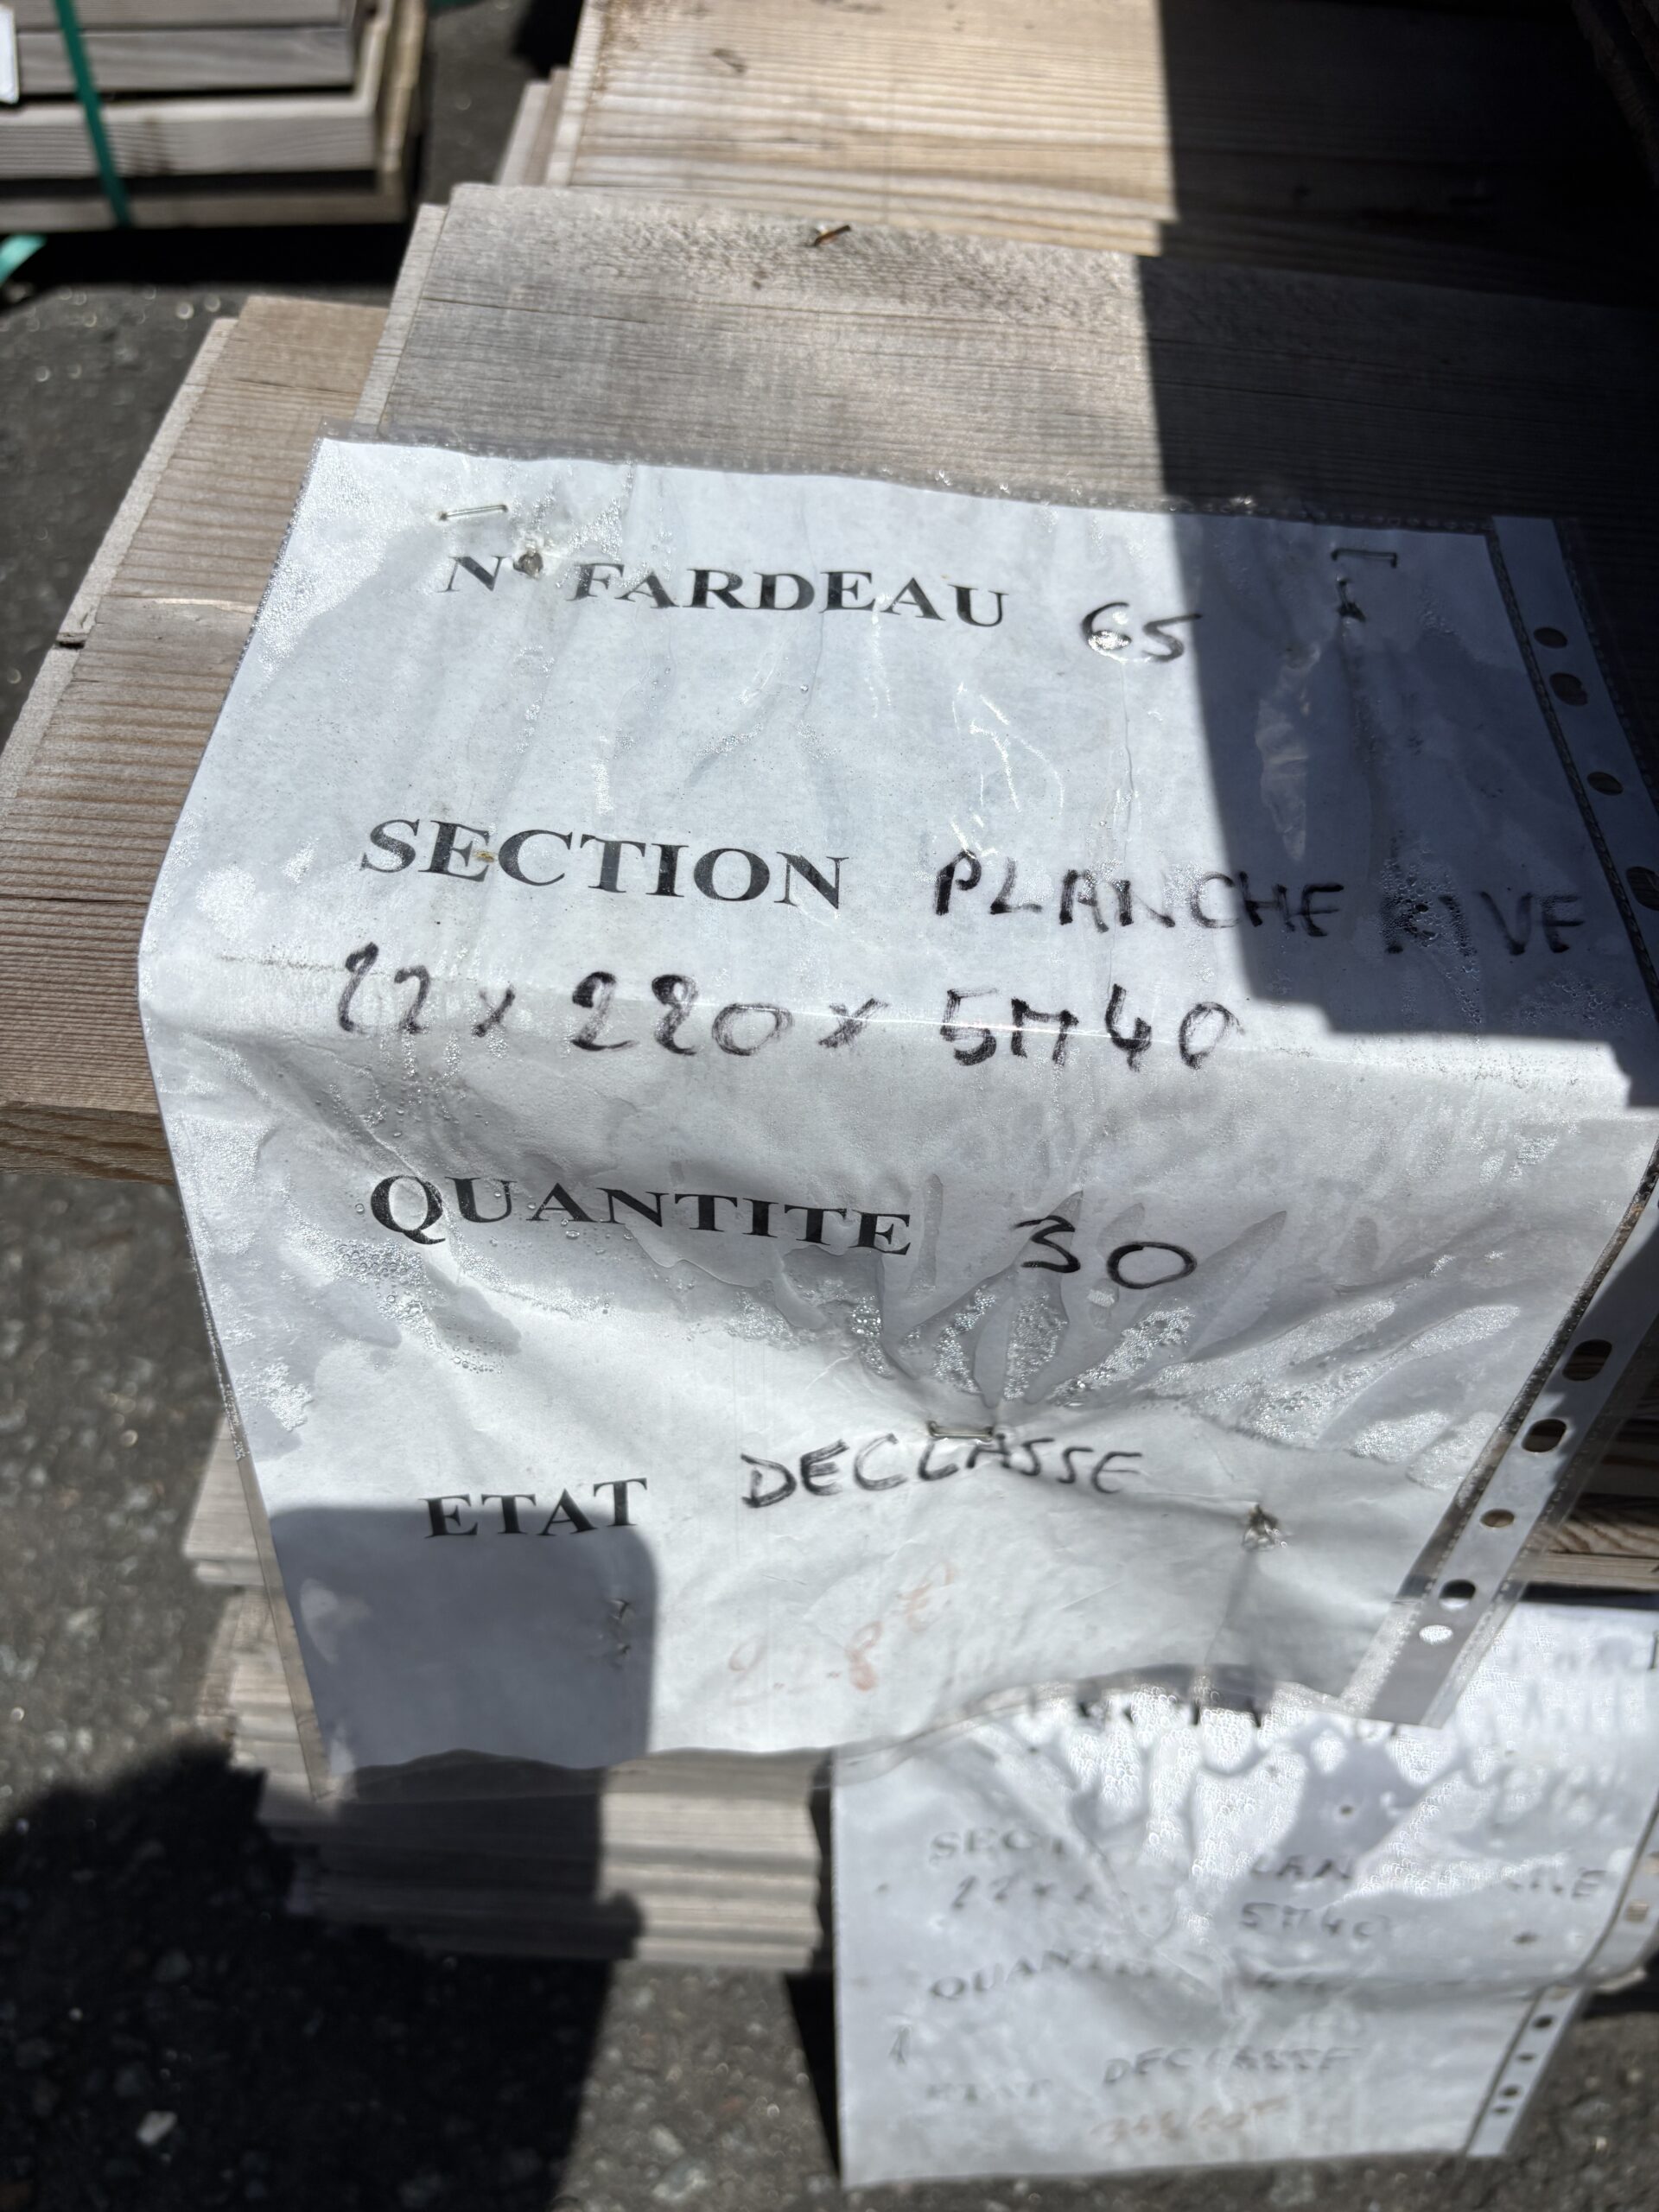 N° FARDEAU 65
SECTION PLANCHE RIVE
22 x 220 x 5M40
QUANTITE 30
ETAT DECLASSE
5M40
DECLASSE